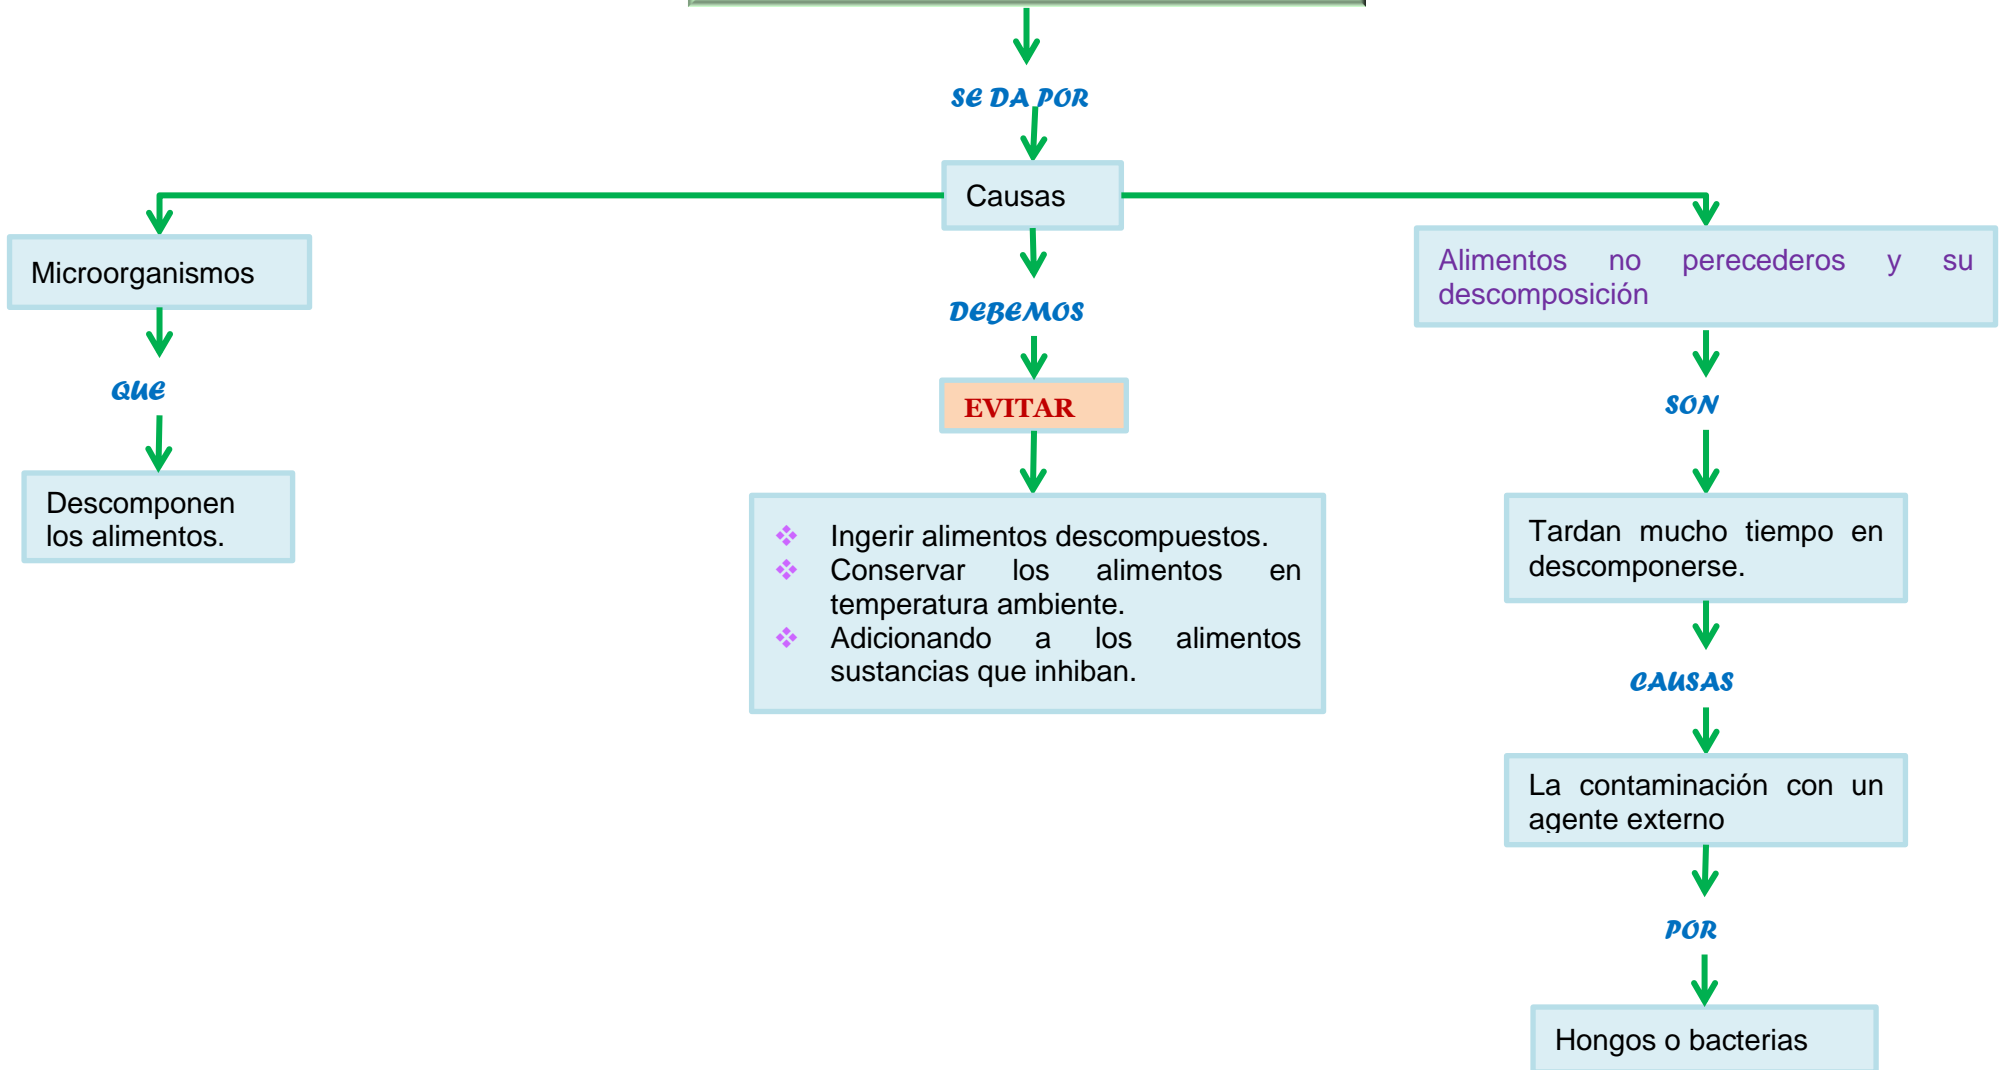 SE DA POR
Causas
Microorganismos
QUE
Descomponen
los alimentos.
DEBEMOS
EVITAR
Ingerir alimentos descompuestos.
Conservar los alimentos en
temperatura ambiente.
Adicionando a los alimentos
sustancias que inhiban.
Alimentos no perecederos y su
descomposición
SON
Tardan mucho tiempo en
descomponerse.
CAUSAS
La contaminación con un
agente externo
POR
Hongos o bacterias